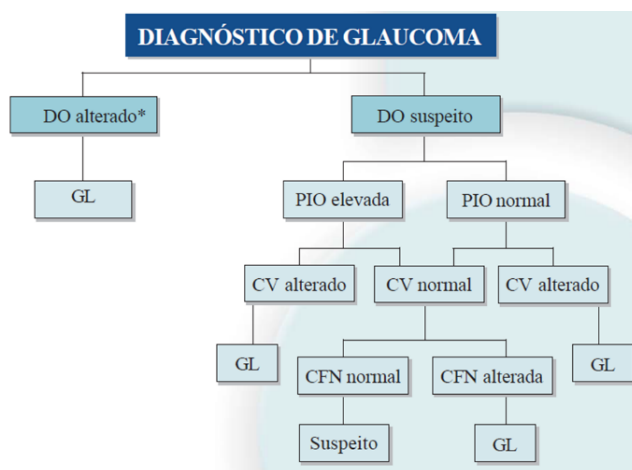 DIAGNÓSTICO DE GLAUCOMA
DO alterado*
DO suspeito
GL
PIO elevada
PIO normal
CV alterado
CV normal
CV alterado
GL
CFN normal
CFN alterada
GL
Suspeito
GL